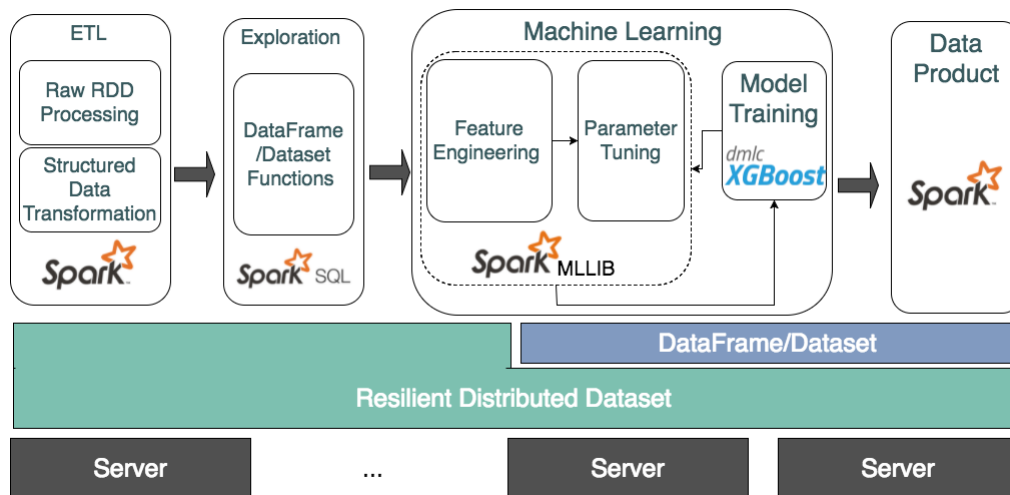 ETL
Raw RDD
Processing
Structured
Data
Transformation
Spark
Exploration
DataFrame
/Dataset
Functions
Spark SQL
Machine Learning
Feature
Engineering
Parameter
Tuning
Spark MLLIB
Model
Training
dmlc
XGBoost
Data
Product
Spark
DataFrame/Dataset
Resilient Distributed Dataset
Server
...
Server
Server